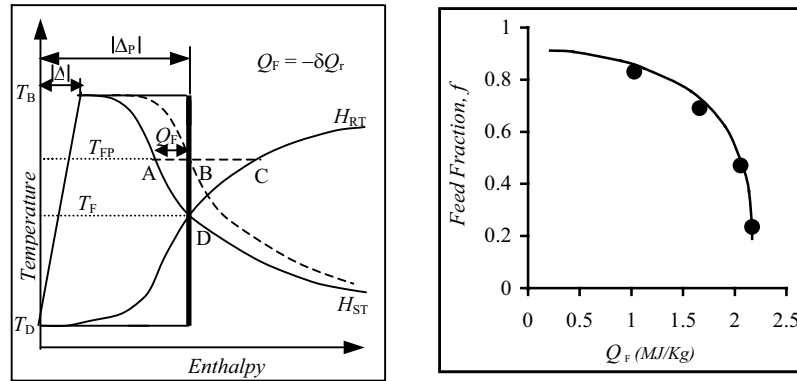 |Δ_P|
|Δ|
Q_F = −δQ_r
T_B
H_RT
Q_F
T_FP
A B C
T_F
D
Temperature
H_ST
T_D
Enthalpy
Feed Fraction, f
1
0.8
0.6
0.4
0.2
0
0 0.5 1 1.5 2 2.5
Q_F (MJ/Kg)